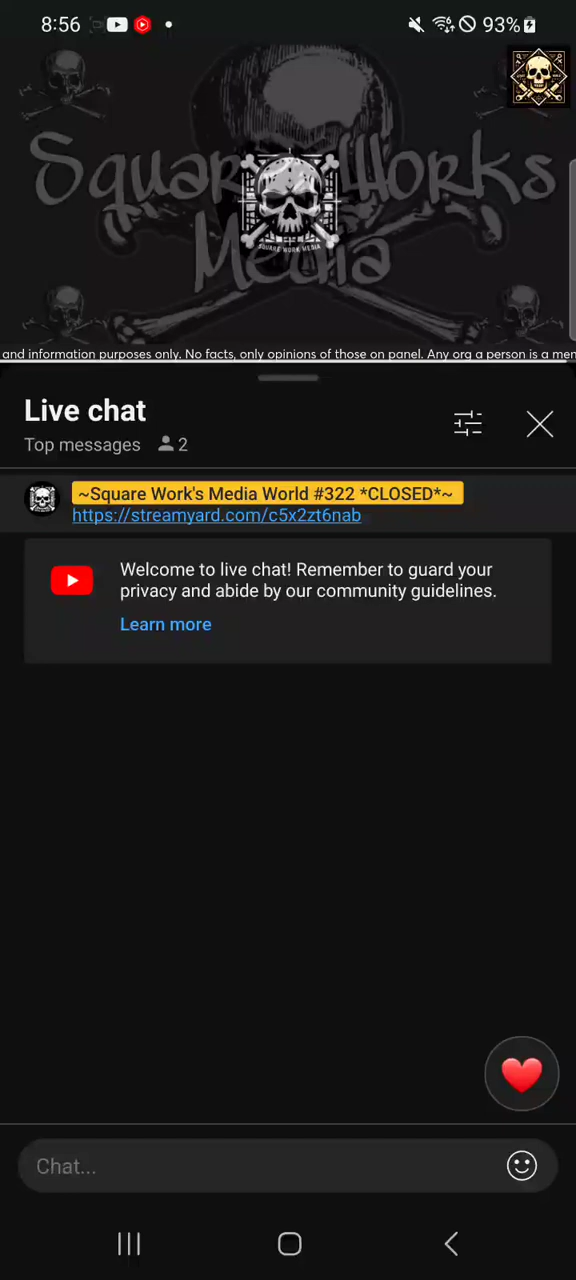 8:56
93%
Square Works
Media
SQUARE WORK MEDIA
and information purposes only. No facts, only opinions of those on panel. Any org a person is a men
Live chat
Top messages 2
~Square Work's Media World #322 *CLOSED*~
https://streamyard.com/c5x2zt6nab
Welcome to live chat! Remember to guard your
privacy and abide by our community guidelines.
Learn more
Chat...